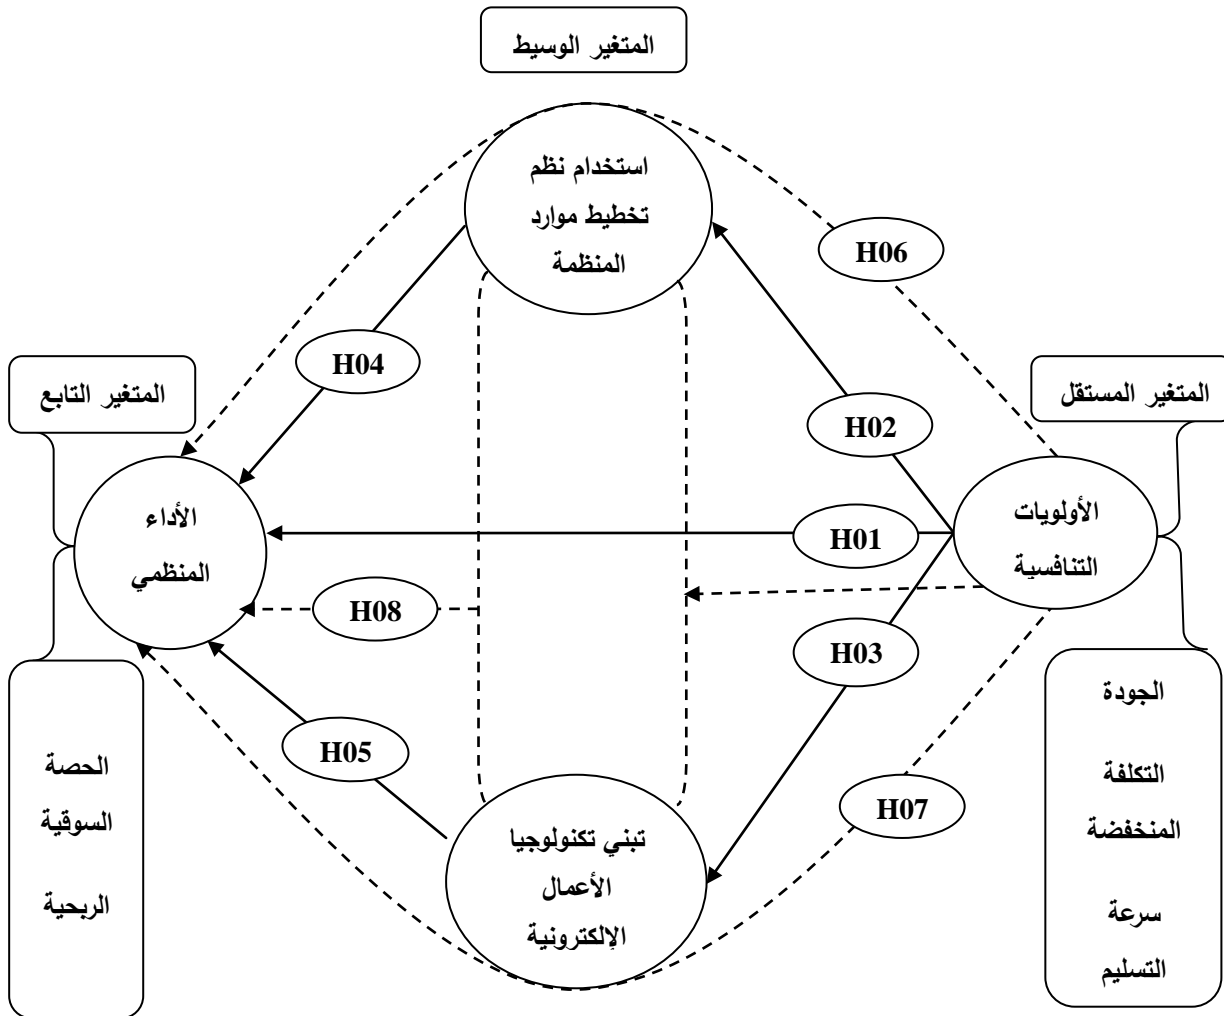 المتغير الوسيط
استخدام نظم
تخطيط موارد
المنظمة
H06
H04
المتغير المستقل
المتغير التابع
H02
الأولويات
التنافسية
H01
الأداء
المنظمي
H08
H03
الجودة
التكلفة
المنخفضة
سرعة
التسليم
H05
H07
الحصة
السوقية
الربحية
تبني تكنولوجيا
الأعمال
الإلكترونية